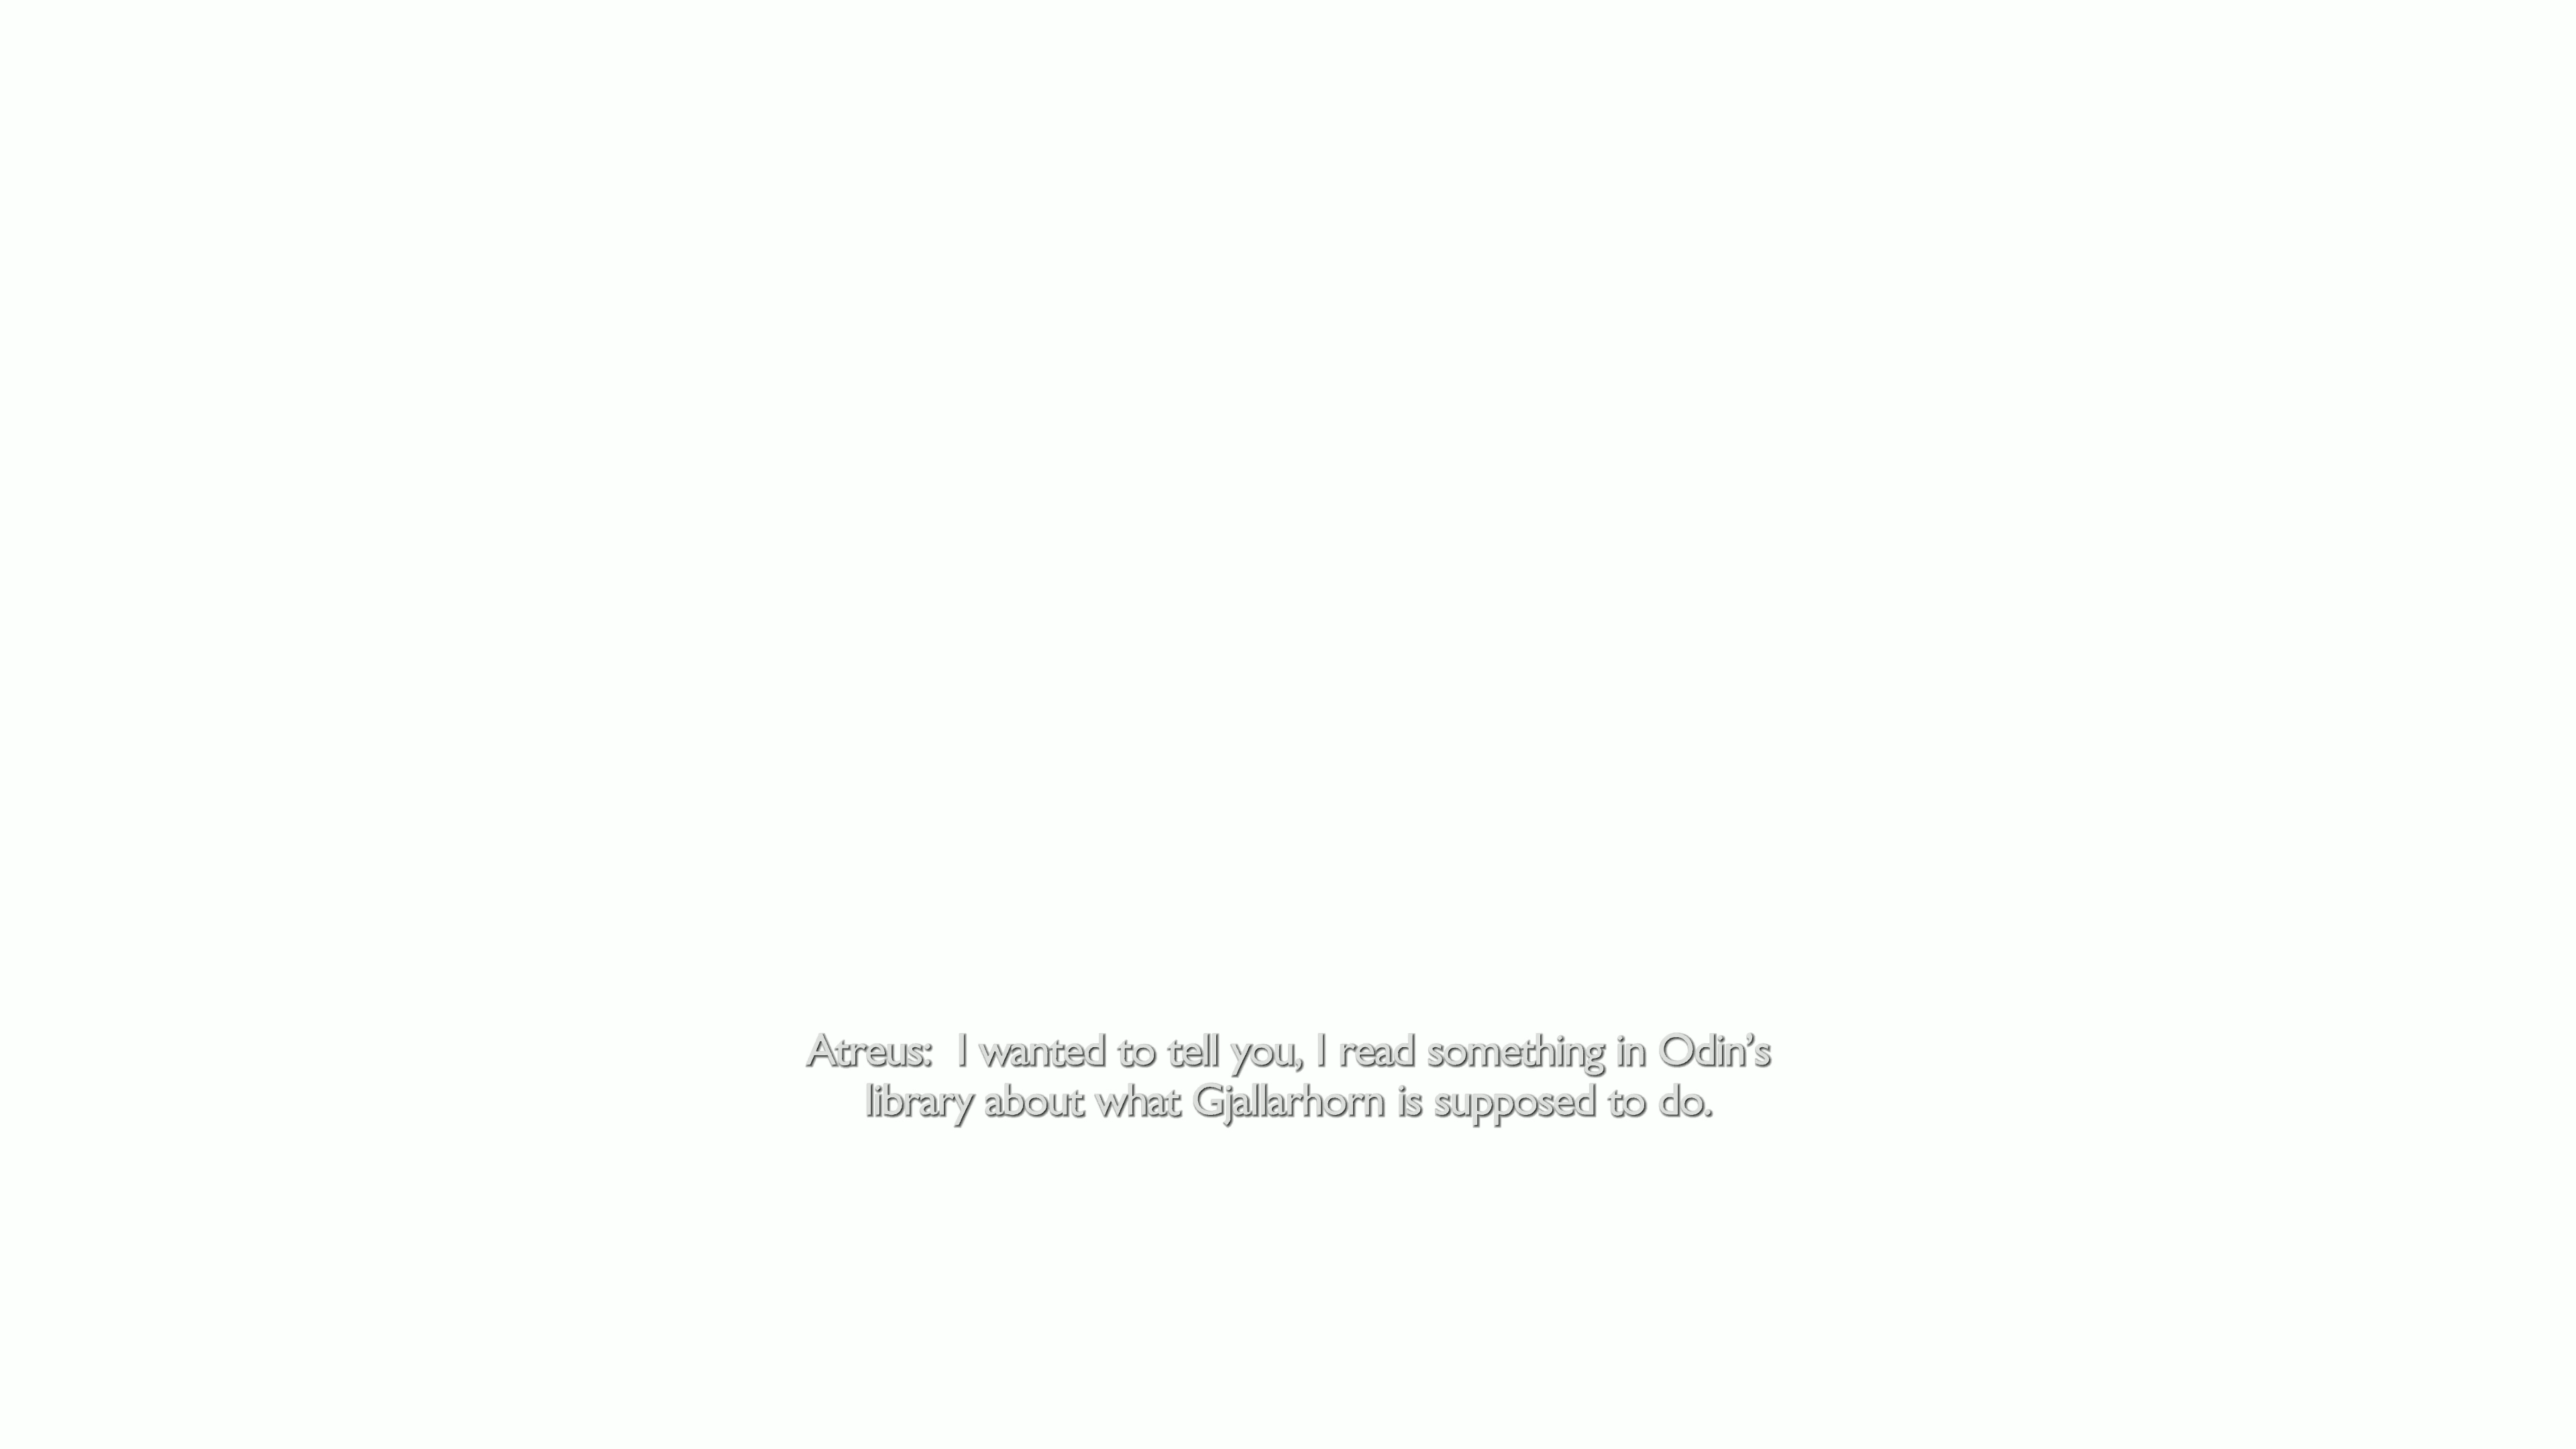 Atreus:  I wanted to tell you, I read something in Odin’s
library about what Gjallarhorn is supposed to do.